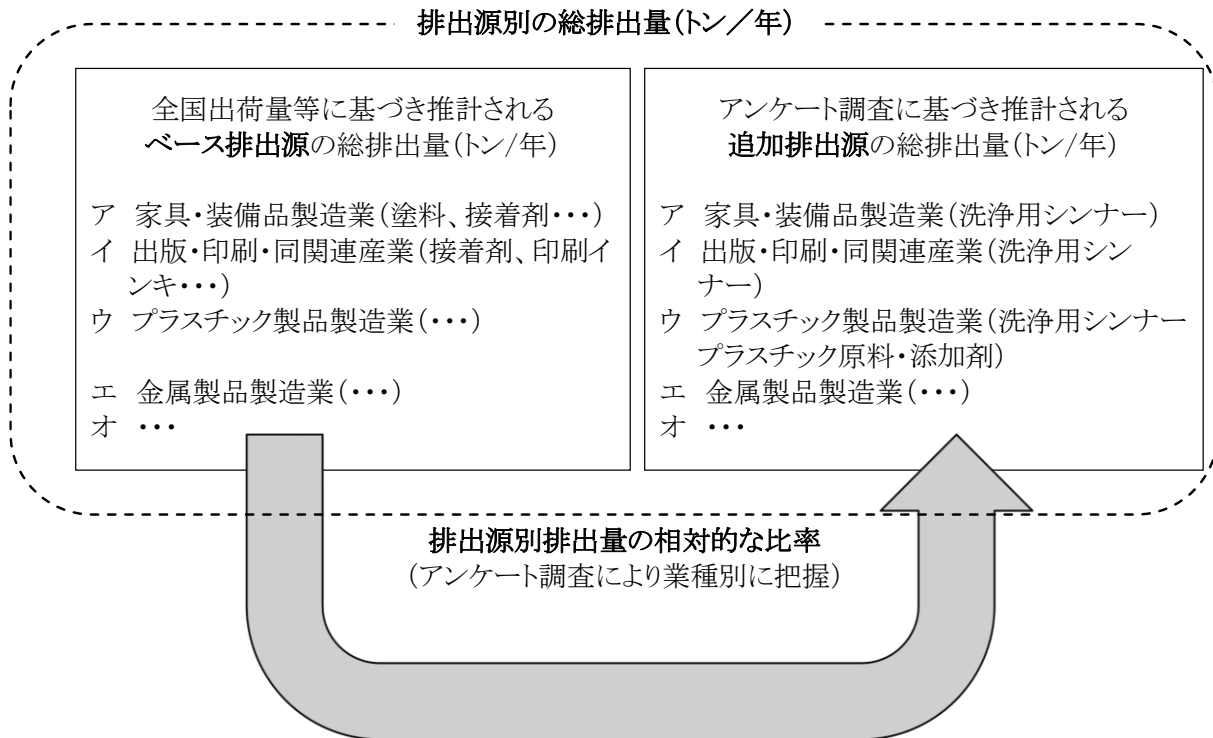 排出源別の総排出量(トン／年)
全国出荷量等に基づき推計される
ベース排出源の総排出量(トン/年)
ア 家具・装備品製造業(塗料、接着剤・・・)
イ 出版・印刷・同関連産業(接着剤、印刷イ
ンキ・・・)
ウ プラスチック製品製造業(・・・)
エ 金属製品製造業(・・・)
オ ・・・
アンケート調査に基づき推計される
追加排出源の総排出量(トン/年)
ア 家具・装備品製造業(洗浄用シンナー)
イ 出版・印刷・同関連産業(洗浄用シン
ナー)
ウ プラスチック製品製造業(洗浄用シンナー
プラスチック原料・添加剤)
エ 金属製品製造業(・・・)
オ ・・・
排出源別排出量の相対的な比率
(アンケート調査により業種別に把握)